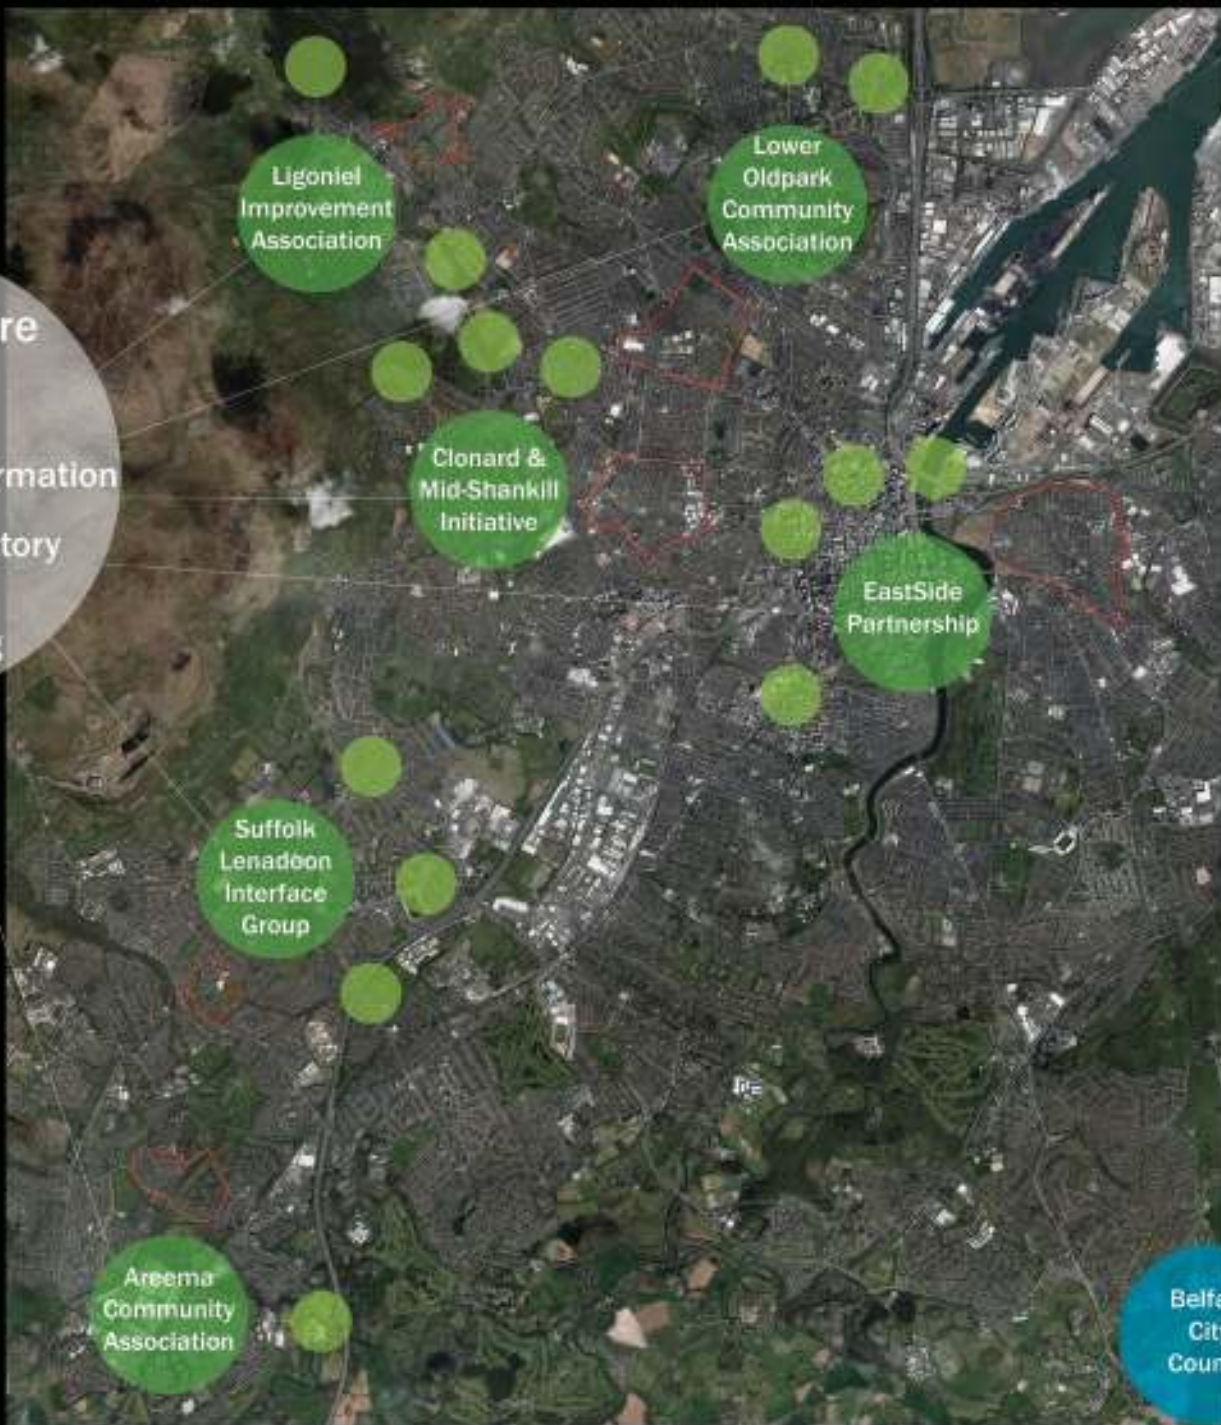 Ligoniel
Improvement
Association
Lower
Oldpark
Community
Association
re
rmation
tory
Clonard &
Mid-Shankill
Initiative
EastSide
Partnership
Suffolk
Lenadoon
Interface
Group
Areema
Community
Association
Belfa
Cit
Coun